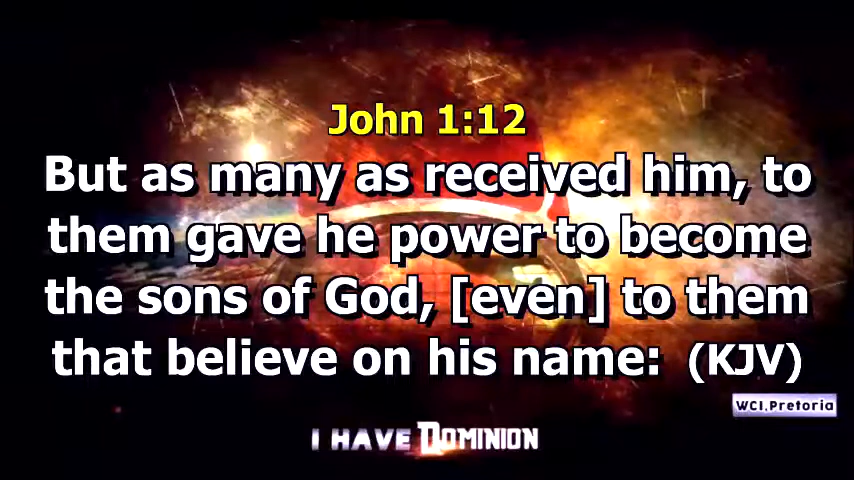 John 1:12
But as many as received him, to
them gave he power to become
the sons of God, [even] to them
that believe on his name: (KJV)
WCI,Pretoria
I HAVE DOMINION